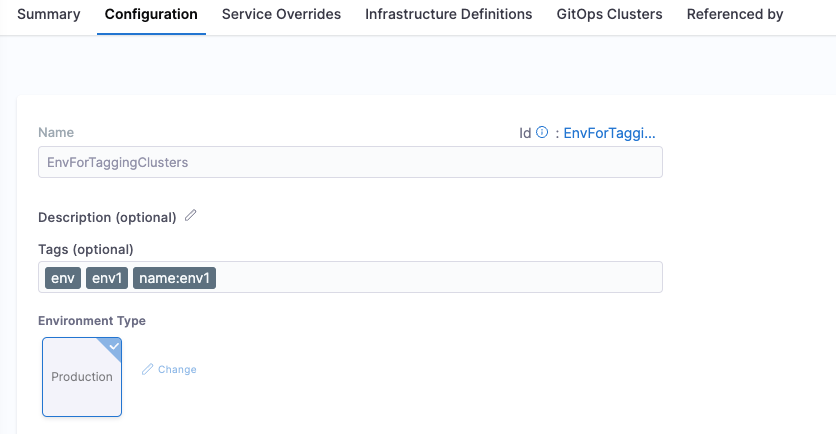 Summary Configuration Service Overrides Infrastructure Definitions GitOps Clusters Referenced by
Name Id : EnvForTaggi...
EnvForTaggingClusters
Description (optional)
Tags (optional)
env env1 name:env1
Environment Type
Production Change